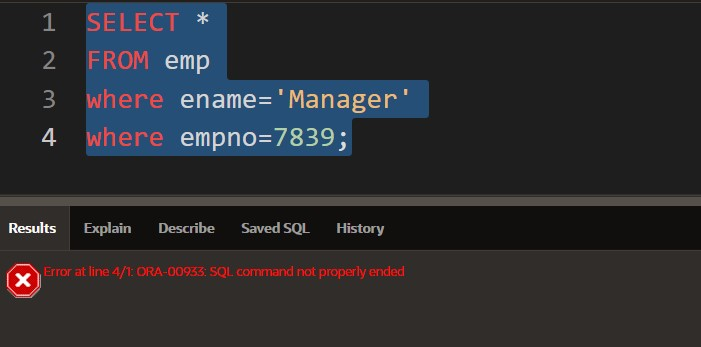 1 SELECT *
2 FROM emp
3 where ename='Manager'
4 where empno=7839;
Results Explain Describe Saved SQL History
Error at line 4/1: ORA-00933: SQL command not properly ended